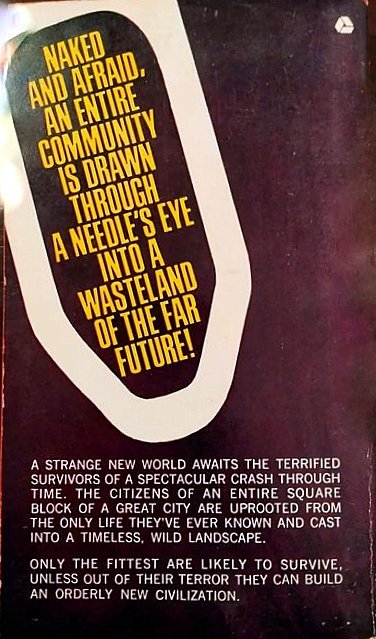 NAKED
AND AFRAID,
AN ENTIRE
COMMUNITY
IS DRAWN
THROUGH
A NEEDLE'S EYE
INTO A
WASTELAND
OF THE FAR
FUTURE!
A STRANGE NEW WORLD AWAITS THE TERRIFIED
SURVIVORS OF A SPECTACULAR CRASH THROUGH
TIME. THE CITIZENS OF AN ENTIRE SQUARE
BLOCK OF A GREAT CITY ARE UPROOTED FROM
THE ONLY LIFE THEY'VE EVER KNOWN AND CAST
INTO A TIMELESS, WILD LANDSCAPE.
ONLY THE FITTEST ARE LIKELY TO SURVIVE,
UNLESS OUT OF THEIR TERROR THEY CAN BUILD
AN ORDERLY NEW CIVILIZATION.